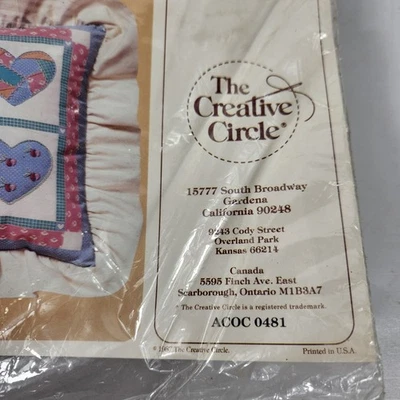 The
Creative
Circle®
15777 South Broadway
Gardena
California 90248
9243 Cody Street
Overland Park
Kansas 66214
Canada
5595 Finch Ave. East
Scarborough, Ontario M1B3A7
* The Creative Circle is a registered trademark.
ACOC 0481
The Creative Circle.
Printed in U.S.A.